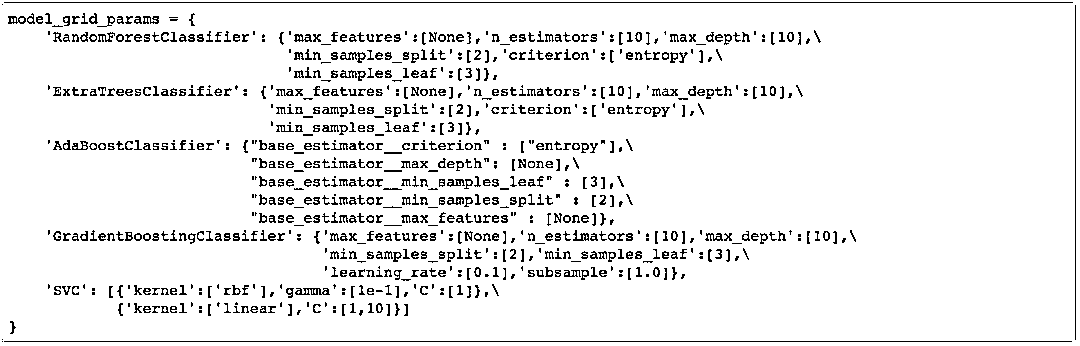 model_grid_params = {
'RandomForestClassifier': {'max_features':[None],'n_estimators':[10],'max_depth':[10],\
'min_samples_split':[2],'criterion':['entropy'],\
'min_samples_leaf':[3]},
'ExtraTreesClassifier': {'max_features':[None],'n_estimators':[10],'max_depth':[10],\
'min_samples_split':[2],'criterion':['entropy'],\
'min_samples_leaf':[3]},
'AdaBoostClassifier': {"base_estimator__criterion" : ["entropy"],\
"base_estimator__max_depth": [None],\
"base_estimator__min_samples_leaf" : [3],\
"base_estimator__min_samples_split" : [2],\
"base_estimator__max_features" : [None]},
'GradientBoostingClassifier': {'max_features':[None],'n_estimators':[10],'max_depth':[10],\
'min_samples_split':[2],'min_samples_leaf':[3],\
'learning_rate':[0.1],'subsample':[1.0]},
'SVC': [{'kernel':['rbf'],'gamma':[1e-1],'C':[1]},\
{'kernel':['linear'],'C':[1,10]}]
}